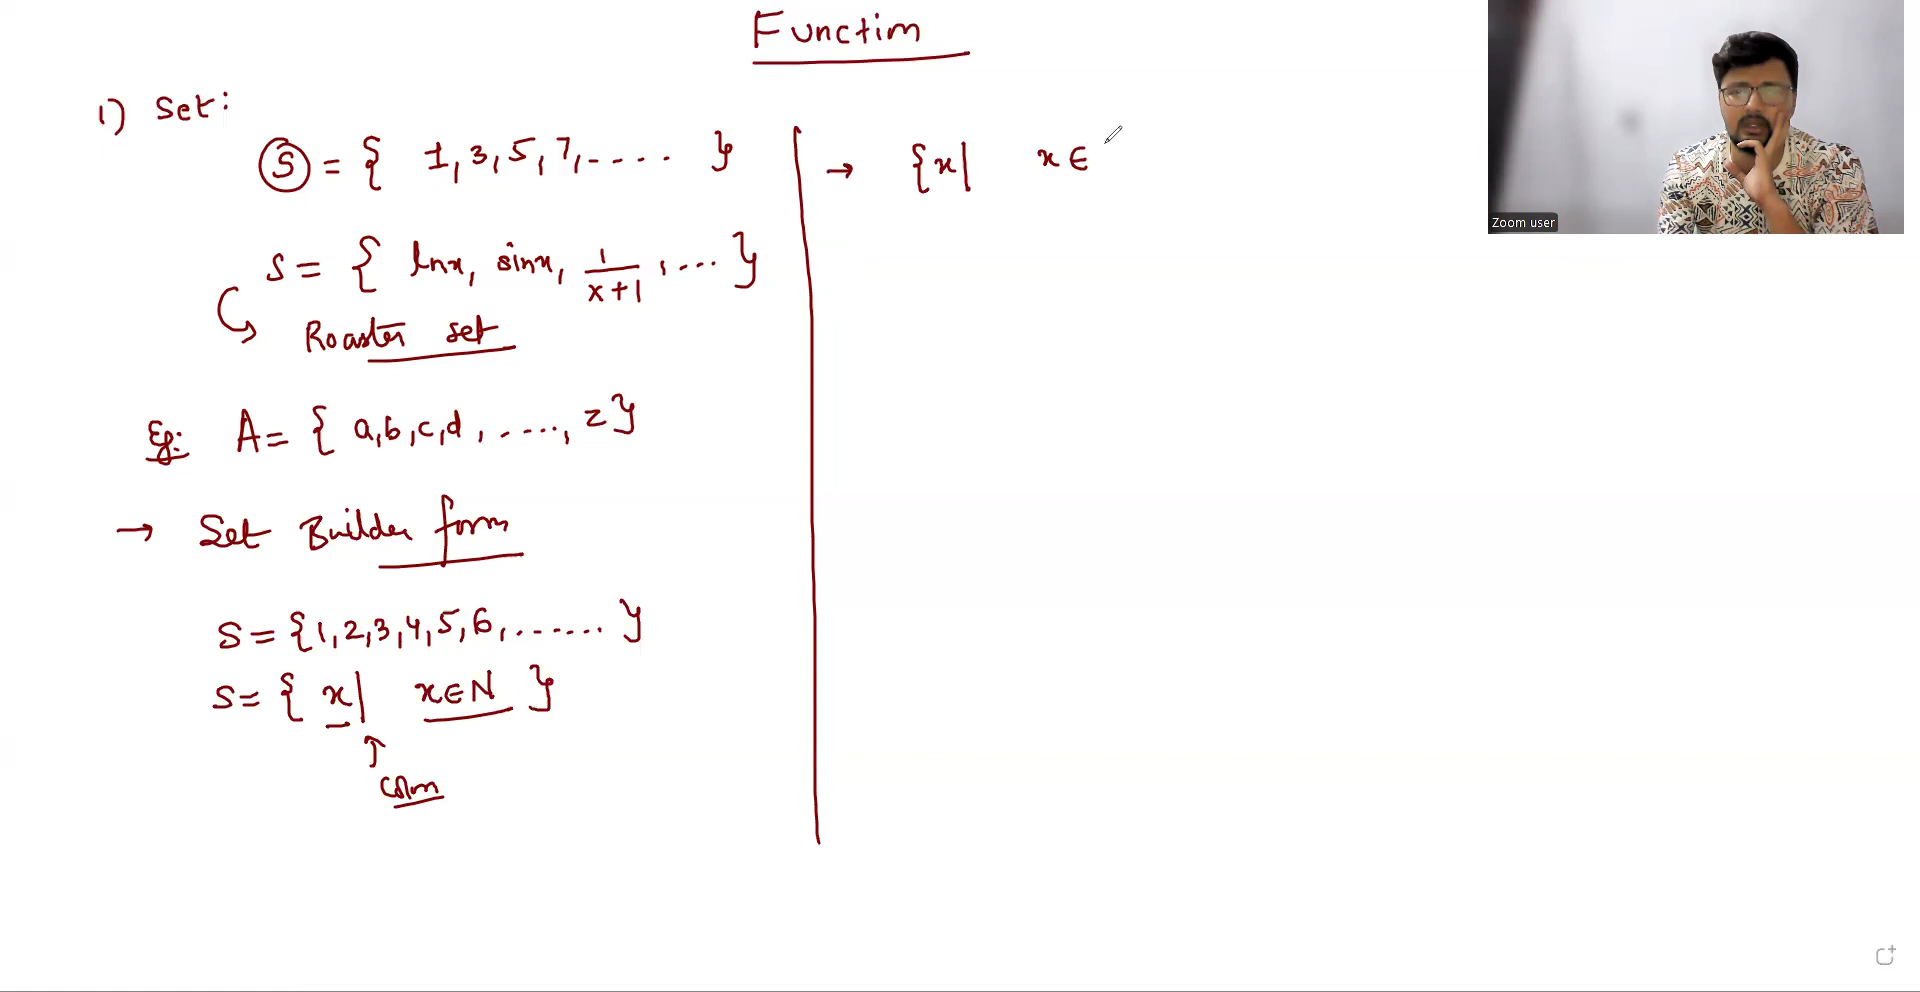 Function
1) Set:
S = { 1, 3, 5, 7, .... }
S = { lnx, sinx, 1/(x+1), ... }
Roaster set
Eg: A = { a, b, c, d, ....., z }
→ Set Builder form
S = {1, 2, 3, 4, 5, 6, ....... }
S = { x | x ∈ N }
↑
colon
→ {x | x ∈
Zoom user